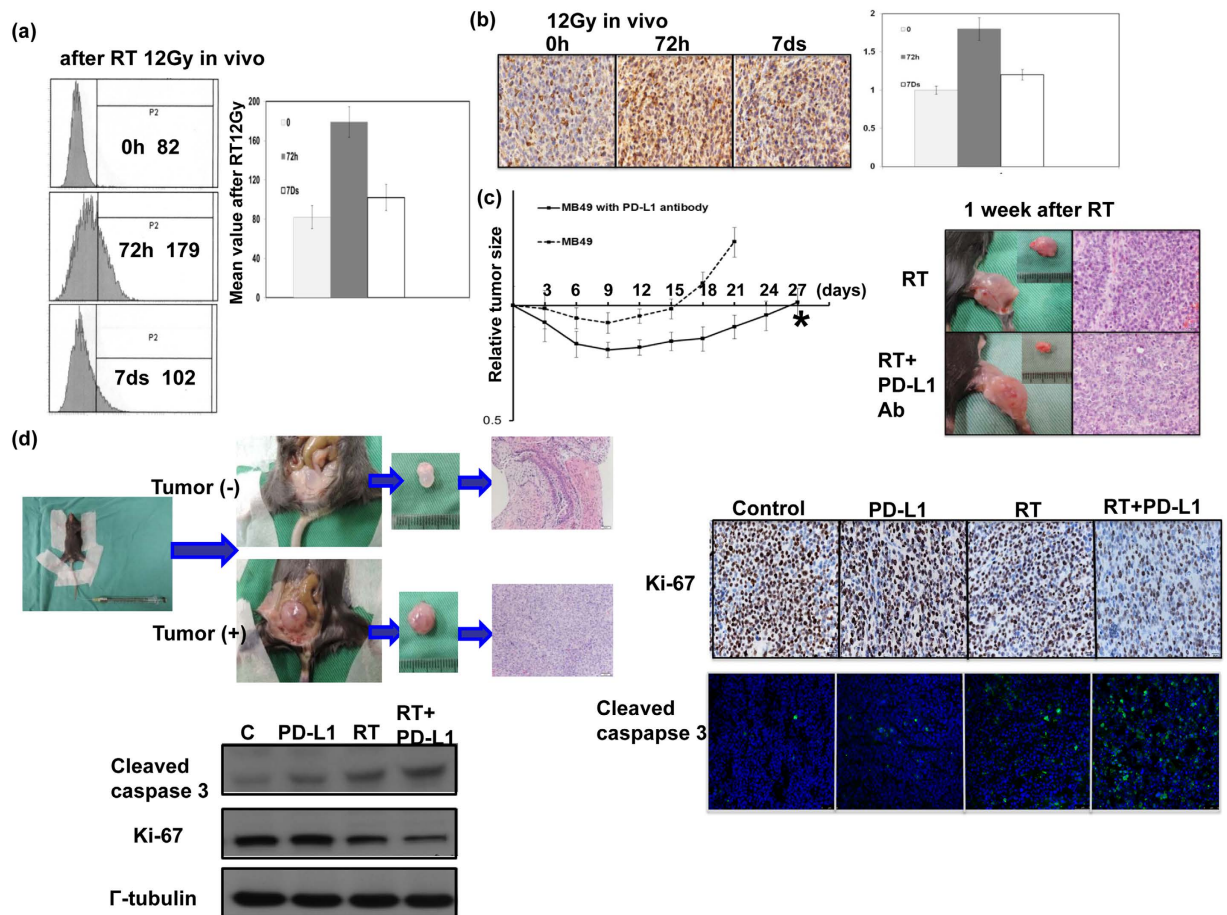 (a)
after RT 12Gy in vivo
P2
0h 82
P2
72h 179
P2
7ds 102
Mean value after RT12Gy
200
160
120
80
40
0
0
72h
7Ds
(b)
12Gy in vivo
0h 72h 7ds
2
1.5
1
0.5
0
0
72h
7Ds
(c)
MB49 with PD-L1 antibody
MB49
Relative tumor size
3 6 9 12 15 18 21 24 27 (days)
*
0.5
1 week after RT
RT
RT+
PD-L1
Ab
(d)
Tumor (-)
Tumor (+)
C PD-L1 RT RT+
PD-L1
Cleaved
caspase 3
Ki-67
Γ-tubulin
Control PD-L1 RT RT+PD-L1
Ki-67
Cleaved
caspapse 3